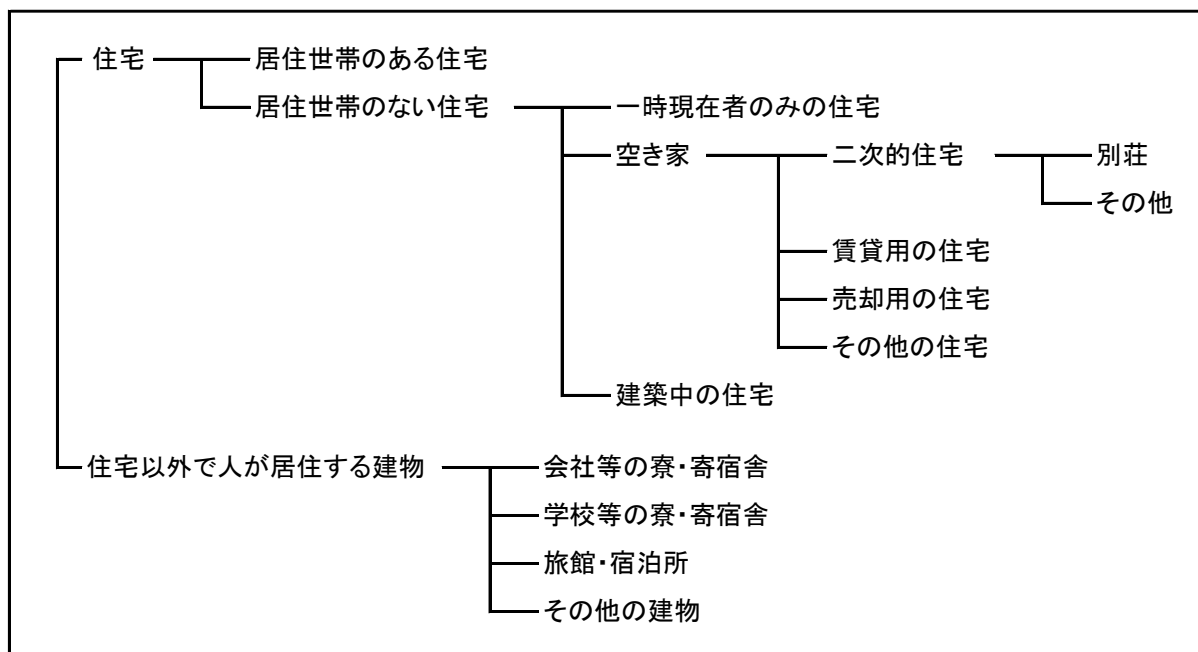 住宅 居住世帯のある住宅
居住世帯のない住宅 一時現在者のみの住宅
空き家 二次的住宅 別荘
その他
賃貸用の住宅
売却用の住宅
その他の住宅
建築中の住宅
住宅以外で人が居住する建物 会社等の寮・寄宿舎
学校等の寮・寄宿舎
旅館・宿泊所
その他の建物